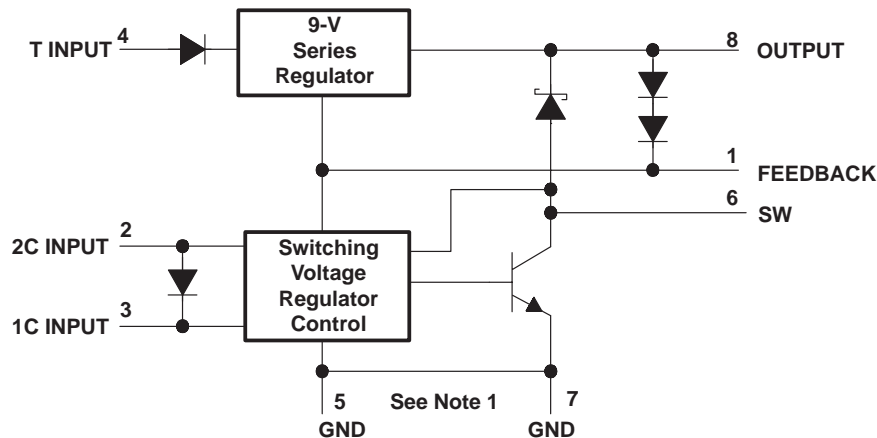 T INPUT
4
9-V
Series
Regulator
8
OUTPUT
1
FEEDBACK
6
SW
2C INPUT
2
1C INPUT
3
Switching
Voltage
Regulator
Control
5
GND
See Note 1
7
GND